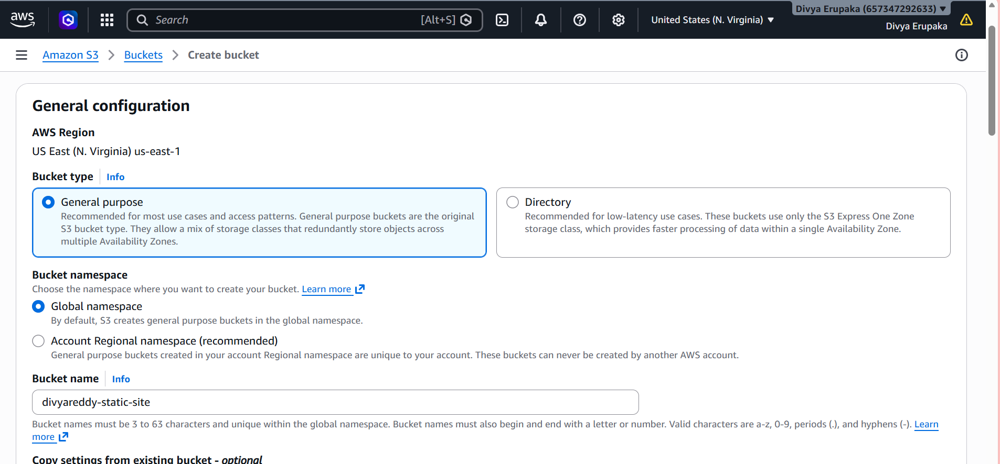 aws
Search [Alt+S]
United States (N. Virginia) ▼
Divya Erupaka (657347292633) ▼
Divya Erupaka
Amazon S3 > Buckets > Create bucket
General configuration
AWS Region
US East (N. Virginia) us-east-1
Bucket type Info
General purpose
Recommended for most use cases and access patterns. General purpose buckets are the original
S3 bucket type. They allow a mix of storage classes that redundantly store objects across
multiple Availability Zones.
Directory
Recommended for low-latency use cases. These buckets use only the S3 Express One Zone
storage class, which provides faster processing of data within a single Availability Zone.
Bucket namespace
Choose the namespace where you want to create your bucket. Learn more
Global namespace
By default, S3 creates general purpose buckets in the global namespace.
Account Regional namespace (recommended)
General purpose buckets created in your account Regional namespace are unique to your account. These buckets can never be created by another AWS account.
Bucket name Info
divyareddy-static-site
Bucket names must be 3 to 63 characters and unique within the global namespace. Bucket names must also begin and end with a letter or number. Valid characters are a-z, 0-9, periods (.), and hyphens (-). Learn
more
Copy settings from existing bucket - optional